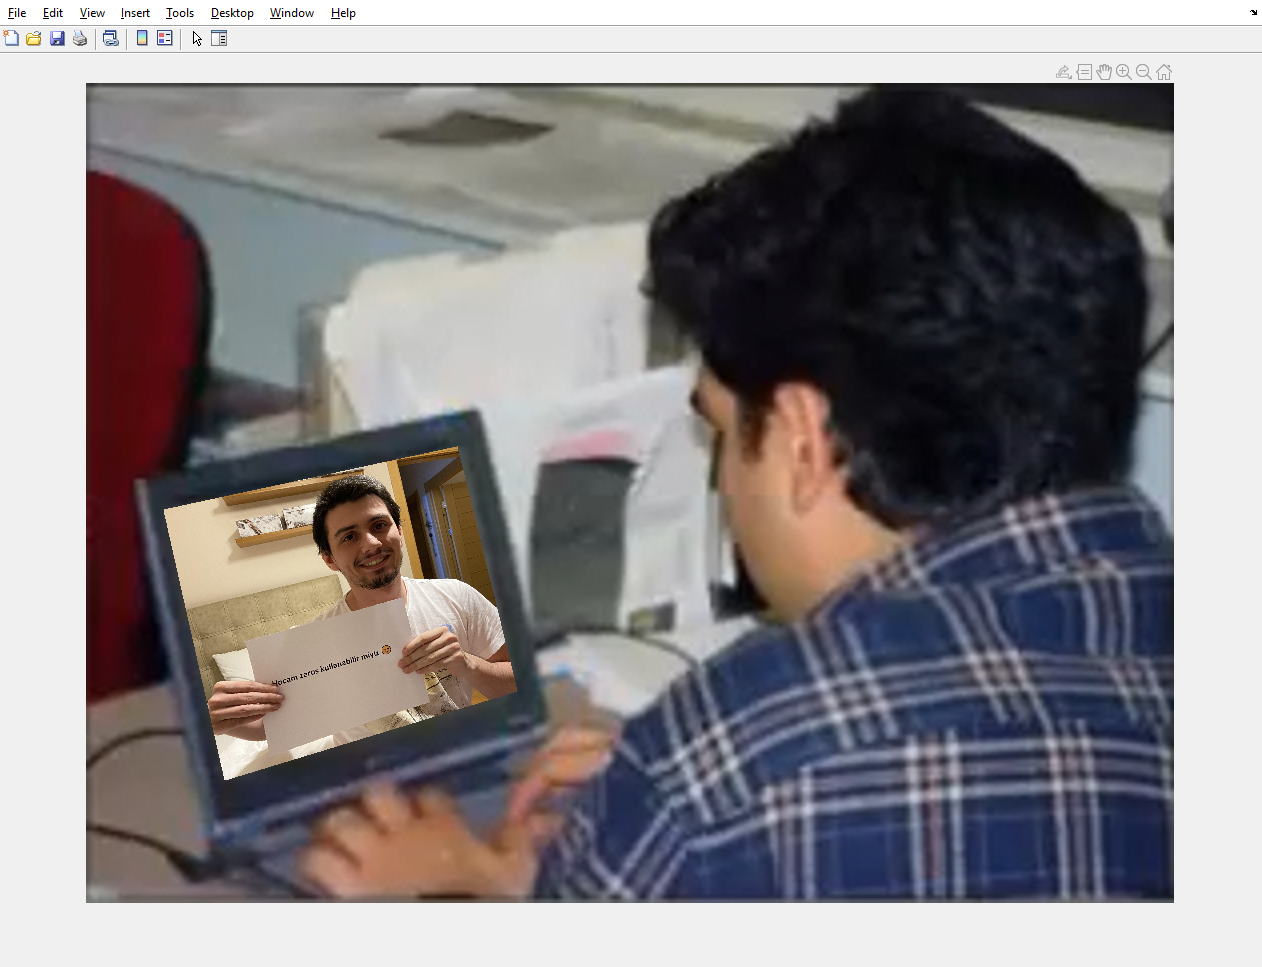 File Edit View Insert Tools Desktop Window Help
Hocam zeros kullanabilir miyiz 😊